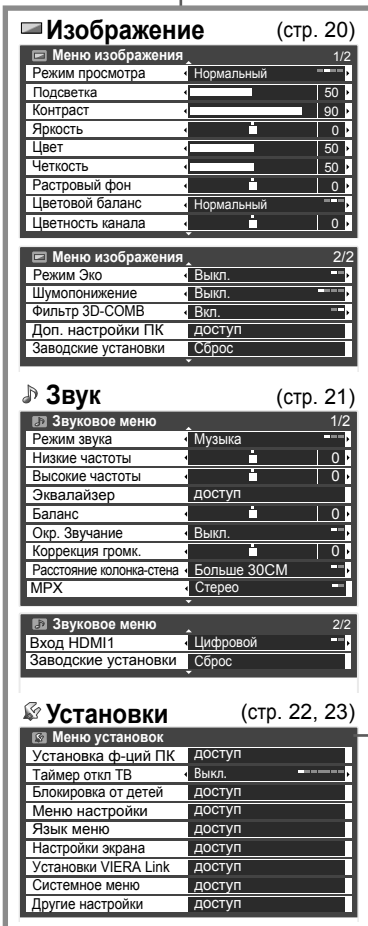 Изображение (стр. 20)
Меню изображения 1/2
Режим просмотра Нормальный
Подсветка 50
Контраст 90
Яркость 0
Цвет 50
Четкость 50
Растровый фон 0
Цветовой баланс Нормальный
Цветность канала 0
Меню изображения 2/2
Режим Эко Выкл.
Шумопонижение Выкл.
Фильтр 3D-COMB Вкл.
Доп. настройки ПК доступ
Заводские установки Сброс
Звук (стр. 21)
Звуковое меню 1/2
Режим звука Музыка
Низкие частоты 0
Высокие частоты 0
Эквалайзер доступ
Баланс 0
Окр. Звучание Выкл.
Коррекция громк. 0
Расстояние колонка-стена Больше 30СМ
MPX Стерео
Звуковое меню 2/2
Вход HDMI1 Цифровой
Заводские установки Сброс
Установки (стр. 22, 23)
Меню установок
Установка ф-ций ПК доступ
Таймер откл ТВ Выкл.
Блокировка от детей доступ
Меню настройки доступ
Язык меню доступ
Настройки экрана доступ
Установки VIERA Link доступ
Системное меню доступ
Другие настройки доступ